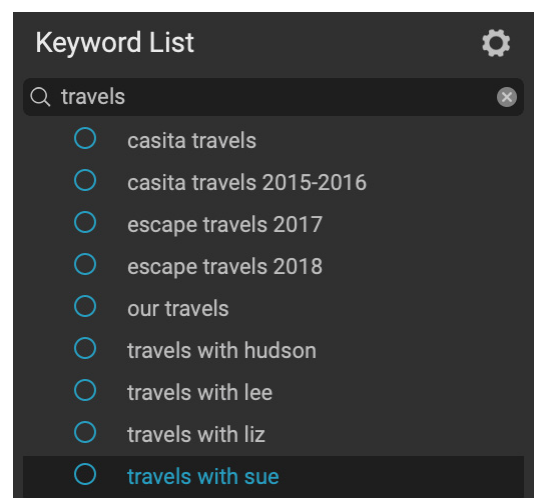 Keyword List
travels
casita travels
casita travels 2015-2016
escape travels 2017
escape travels 2018
our travels
travels with hudson
travels with lee
travels with liz
travels with sue